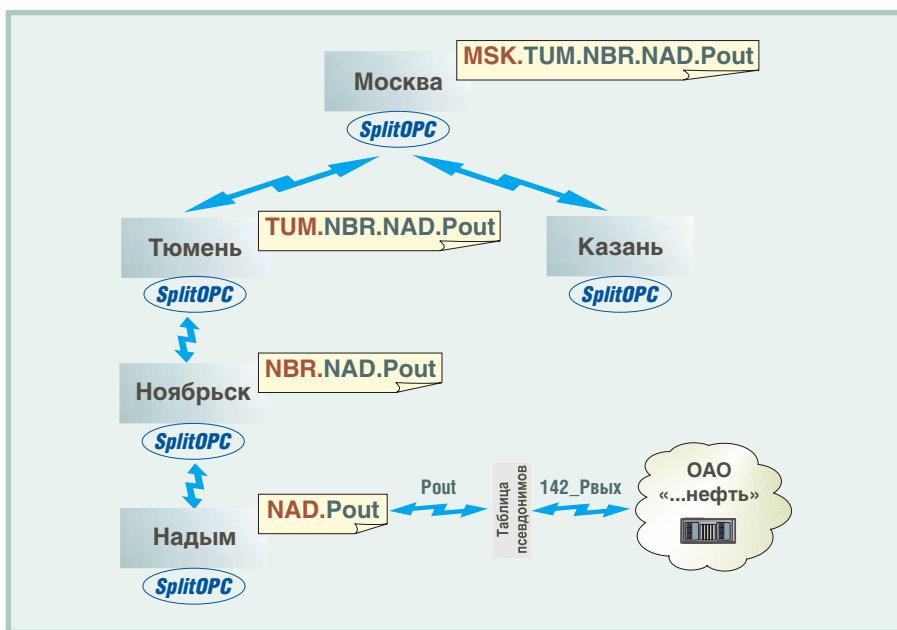 MSK.TUM.NBR.NAD.Pout
Москва
SplitOPC
TUM.NBR.NAD.Pout
Тюмень
SplitOPC
Казань
SplitOPC
NBR.NAD.Pout
Ноябрьск
SplitOPC
NAD.Pout
Надым
SplitOPC
Pout
Таблица
псевдонимов
142_Рвых
ОАО
«...нефть»